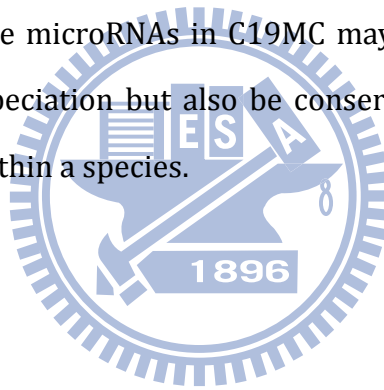 e microRNAs in C19MC may
peciation but also be conser
thin a species.
E S A
1896